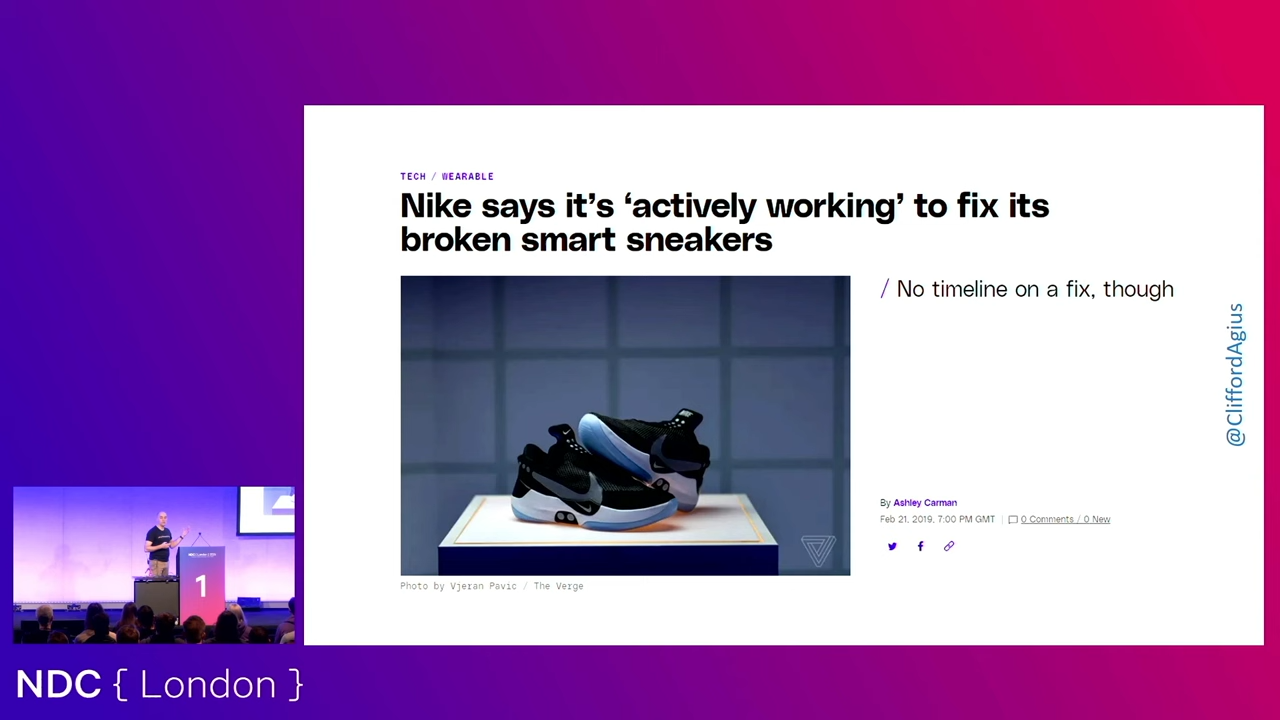 TECH / WEARABLE
Nike says it’s ‘actively working’ to fix its
broken smart sneakers
/ No timeline on a fix, though
@CliffordAgius
By Ashley Carman
Feb 21, 2019, 7:00 PM GMT
0 Comments / 0 New
Photo by Vjeran Pavic / The Verge
1
NDC { London }